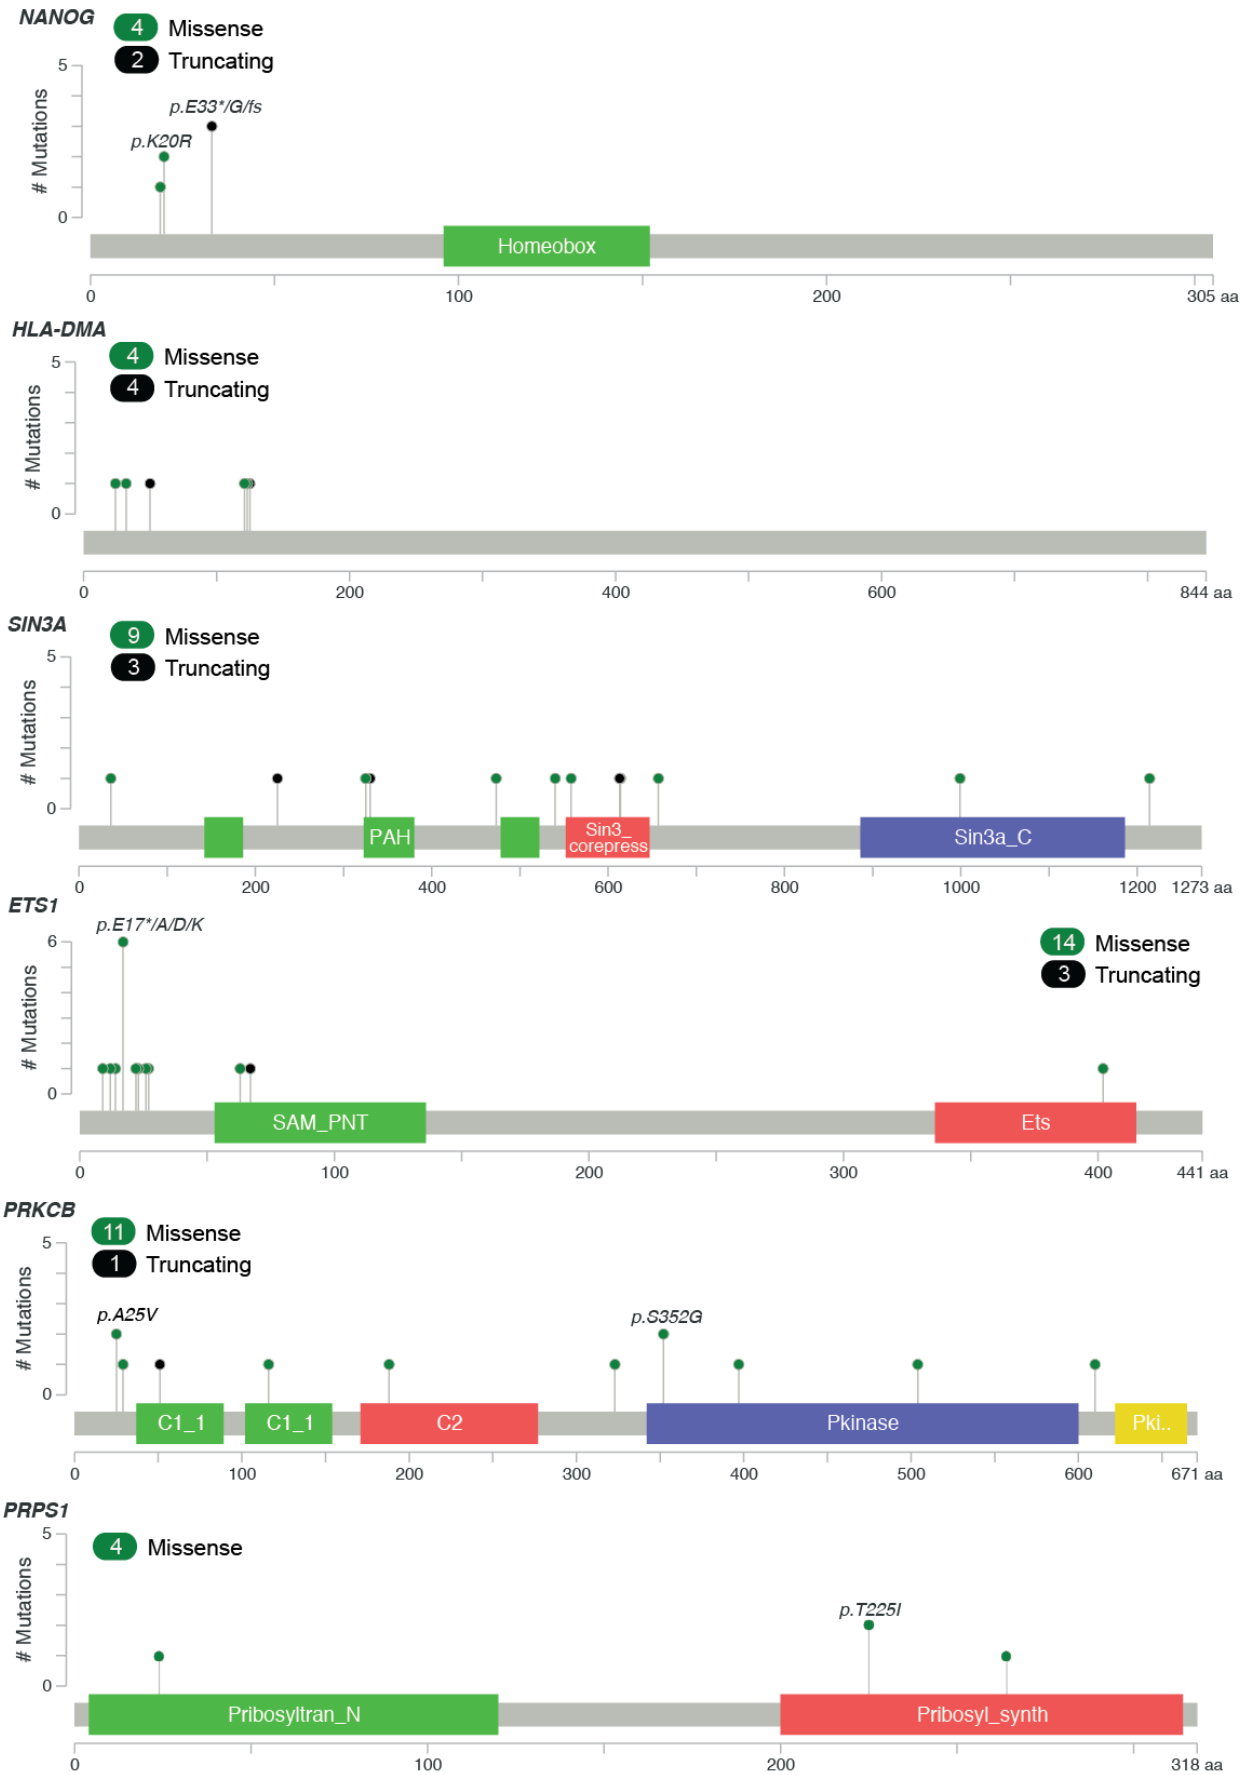 NANOG
4 Missense
2 Truncating
5
p.E33*/G/fs
p.K20R
# Mutations
0
Homeobox
0 100 200 305 aa
HLA-DMA
4 Missense
4 Truncating
5
# Mutations
0
0 200 400 600 844 aa
SIN3A
9 Missense
3 Truncating
5
# Mutations
0
PAH Sin3_ Sin3a_C
corepress
0 200 400 600 800 1000 1200 1273 aa
ETS1
p.E17*/A/D/K
14 Missense
3 Truncating
6
# Mutations
0
SAM_PNT Ets
0 100 200 300 400 441 aa
PRKCB
11 Missense
1 Truncating
5
p.A25V p.S352G
# Mutations
0
C1_1 C1_1 C2 Pkinase Pki..
0 100 200 300 400 500 600 671 aa
PRPS1
4 Missense
5
p.T225I
# Mutations
0
Pribosyltran_N Pribosyl_synth
0 100 200 318 aa